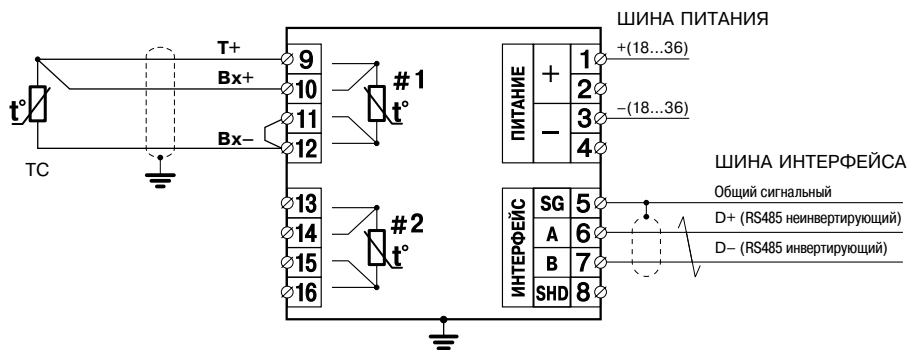 ШИНА ПИТАНИЯ
T+
9
1
+(18...36)
Вх+
10
#1
ПИТАНИЕ
+
2
t°
t°
11
–
3
–(18...36)
Вх–
12
4
ТС
ШИНА ИНТЕРФЕЙСА
13
ИНТЕРФЕЙС
SG
5
Общий сигнальный
14
#2
A
6
D+ (RS485 неинвертирующий)
t°
15
B
7
D– (RS485 инвертирующий)
16
SHD
8